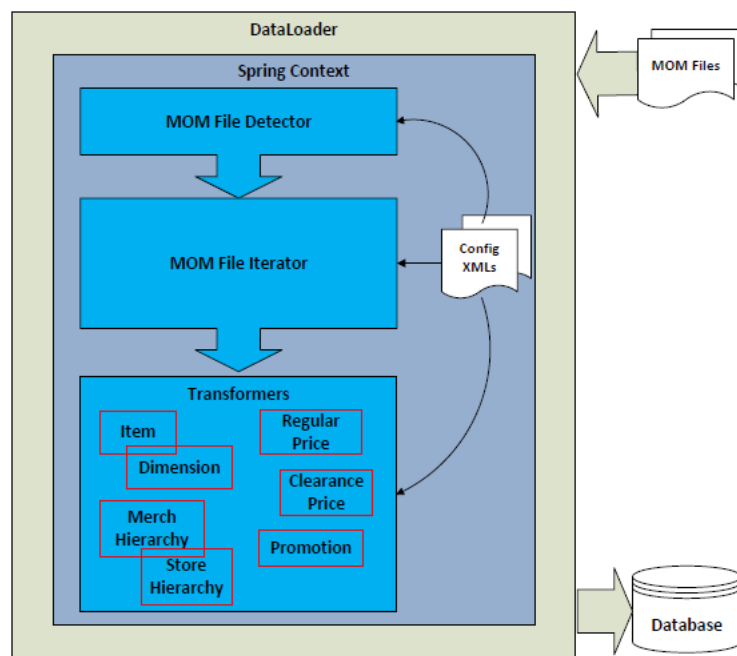 DataLoader
Spring Context
MOM Files
MOM File Detector
MOM File Iterator
Config
XMLs
Transformers
Item
Dimension
Merch
Hierarchy
Store
Hierarchy
Regular
Price
Clearance
Price
Promotion
Database